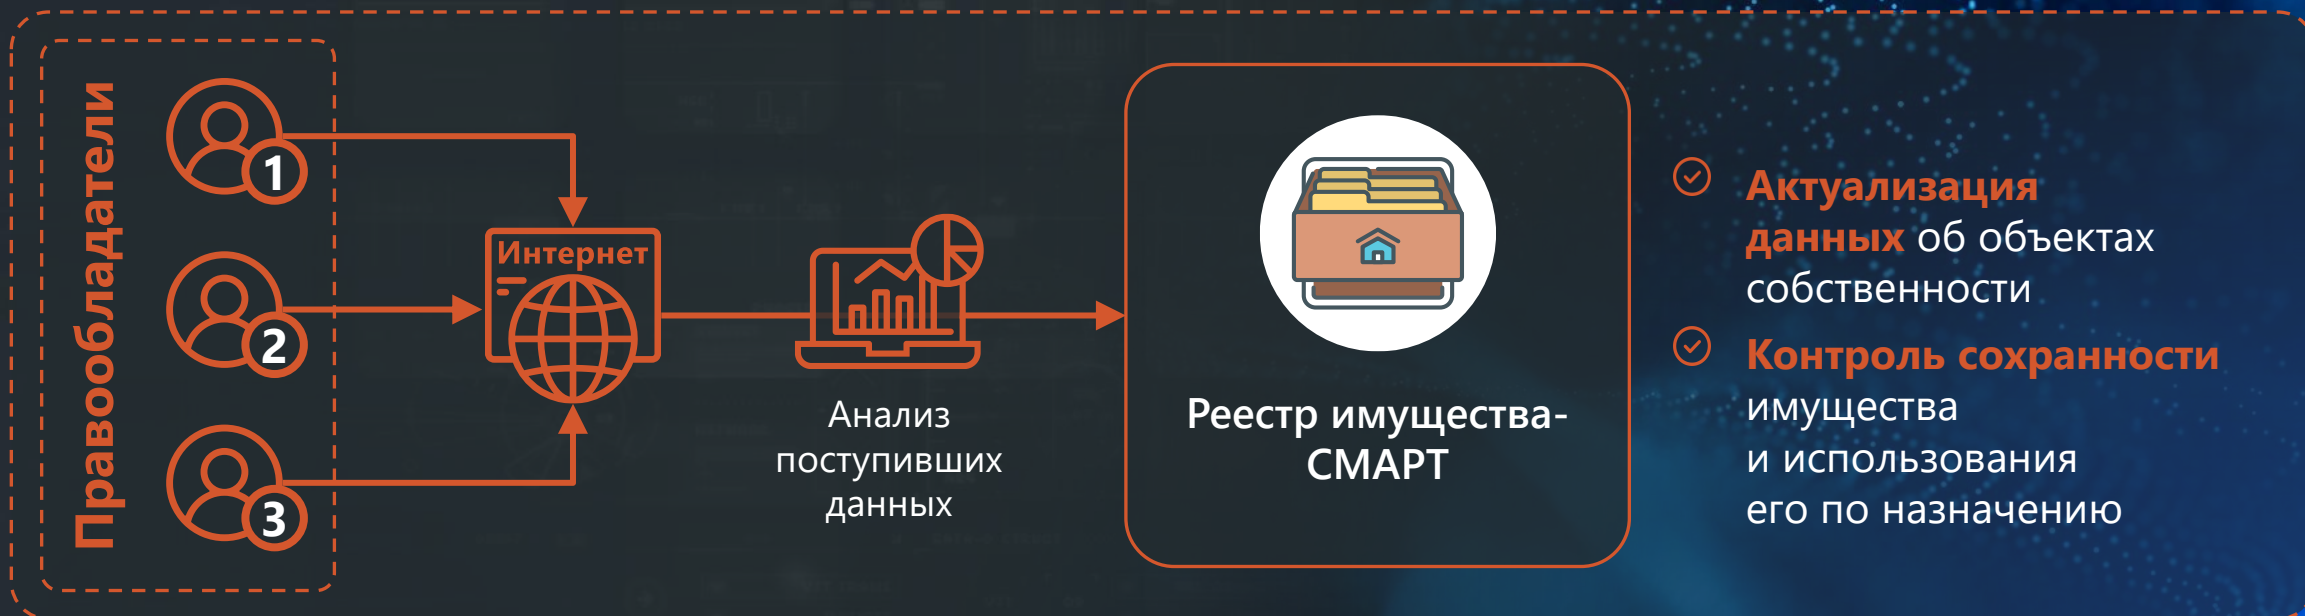 Правообладатели
1
2
3
Интернет
Анализ
поступивших
данных
Реестр имущества-
СМАРТ
Актуализация
данных об объектах
собственности
Контроль сохранности
имущества
и использования
его по назначению